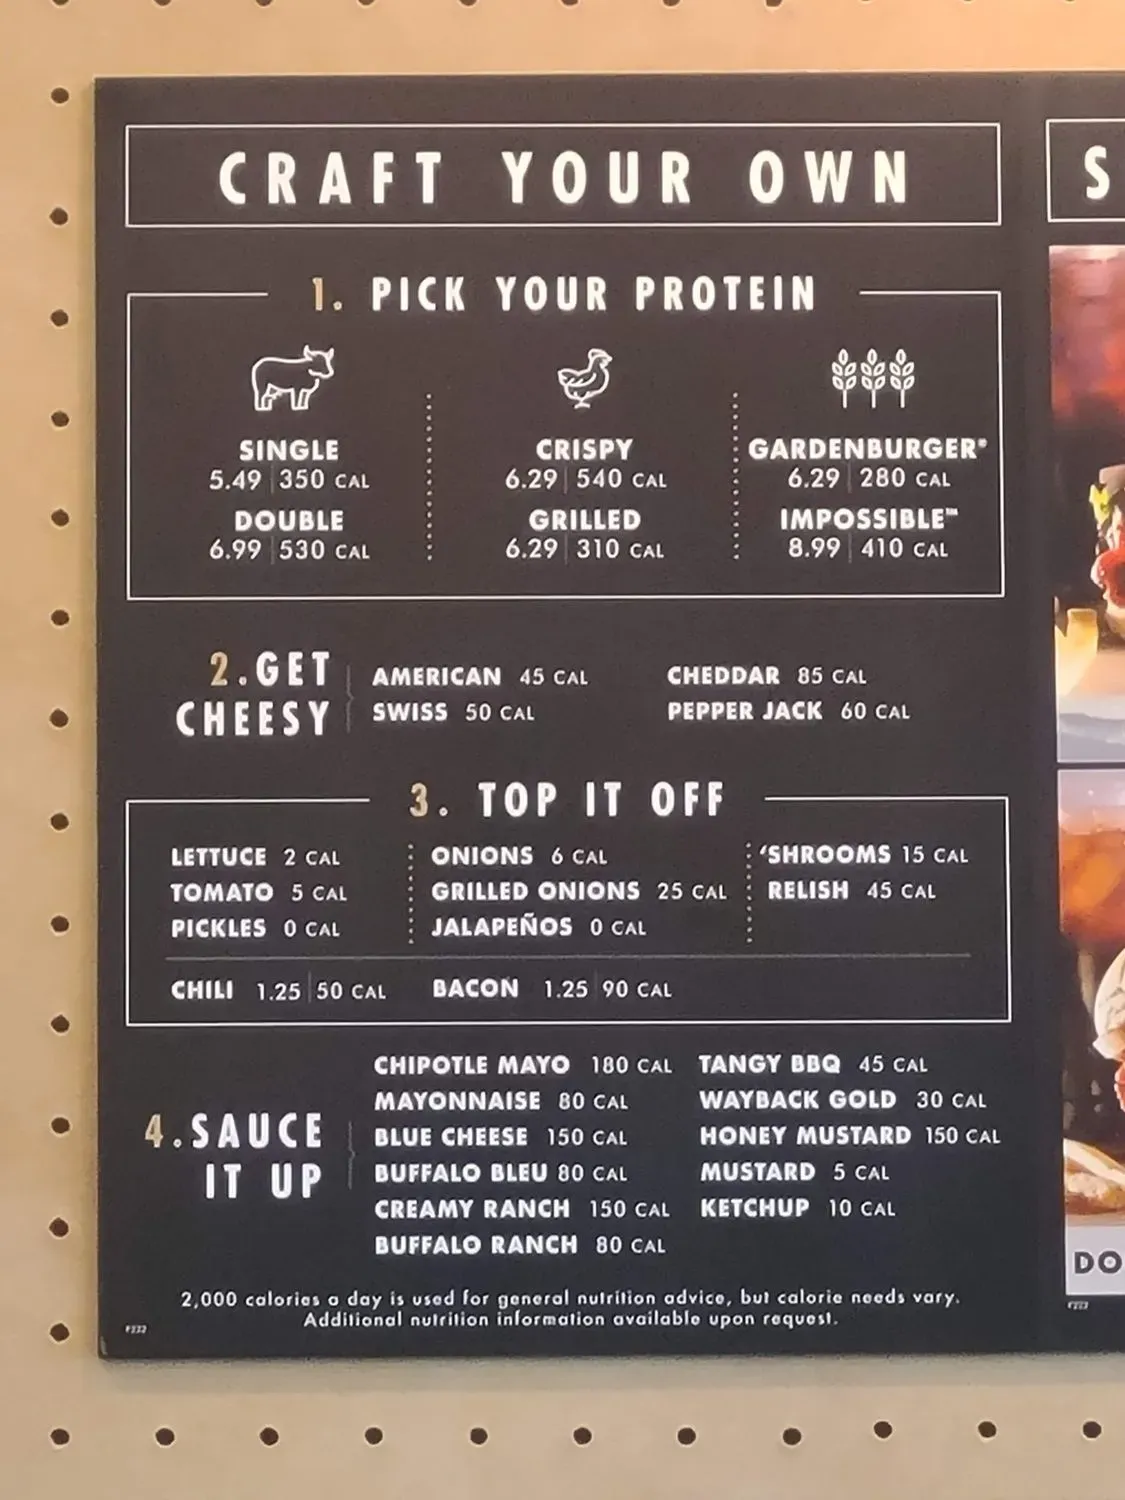 CRAFT YOUR OWN
S
1. PICK YOUR PROTEIN
SINGLE
5.49 | 350 CAL
DOUBLE
6.99 | 530 CAL
CRISPY
6.29 | 540 CAL
GRILLED
6.29 | 310 CAL
GARDENBURGER®
6.29 | 280 CAL
IMPOSSIBLE™
8.99 | 410 CAL
2. GET
CHEESY
AMERICAN 45 CAL
SWISS 50 CAL
CHEDDAR 85 CAL
PEPPER JACK 60 CAL
3. TOP IT OFF
LETTUCE 2 CAL
TOMATO 5 CAL
PICKLES 0 CAL
ONIONS 6 CAL
GRILLED ONIONS 25 CAL
JALAPEÑOS 0 CAL
‘SHROOMS 15 CAL
RELISH 45 CAL
CHILI 1.25 | 50 CAL
BACON 1.25 | 90 CAL
4. SAUCE
IT UP
CHIPOTLE MAYO 180 CAL
MAYONNAISE 80 CAL
BLUE CHEESE 150 CAL
BUFFALO BLEU 80 CAL
CREAMY RANCH 150 CAL
BUFFALO RANCH 80 CAL
TANGY BBQ 45 CAL
WAYBACK GOLD 30 CAL
HONEY MUSTARD 150 CAL
MUSTARD 5 CAL
KETCHUP 10 CAL
DO
2,000 calories a day is used for general nutrition advice, but calorie needs vary.
Additional nutrition information available upon request.